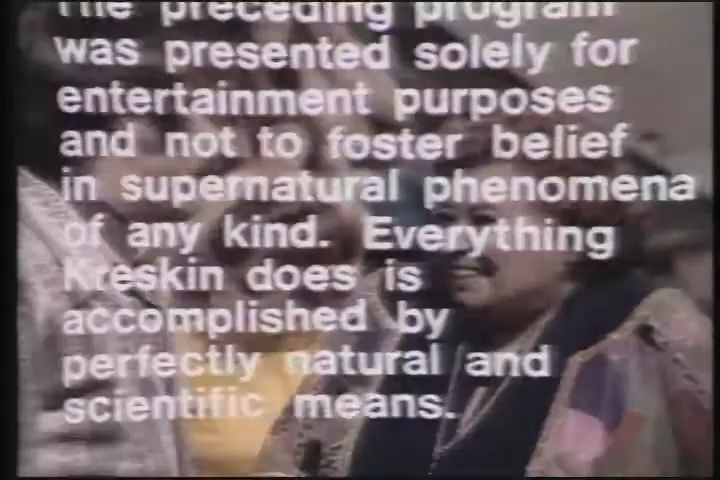 The preceding program
was presented solely for
entertainment purposes
and not to foster belief
in supernatural phenomena
of any kind. Everything
Kreskin does is
accomplished by
perfectly natural and
scientific means.